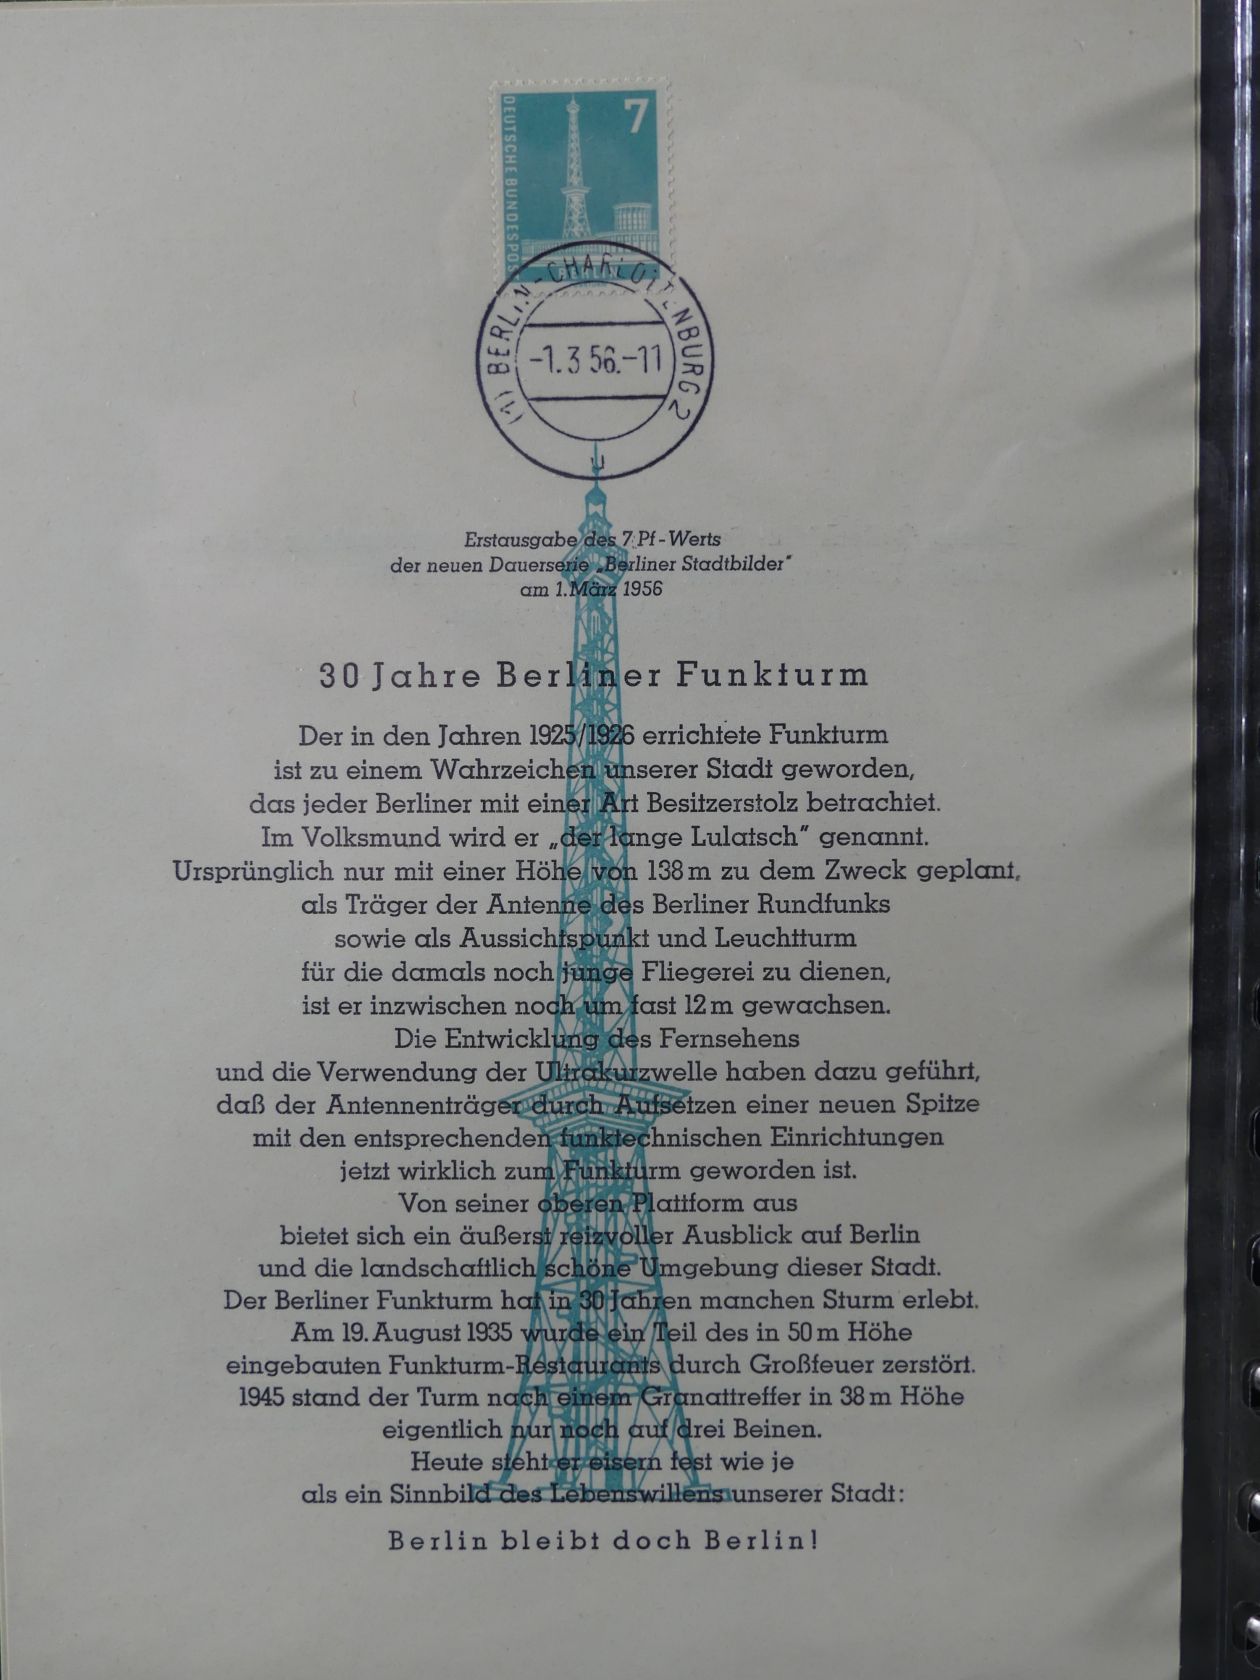 7
DEUTSCHE BUNDESPOS
BERLIN
(1) BERLIN-CHARLOTTENBURG 2
-1.3 56.-11
u
Erstausgabe des 7 Pf-Werts
der neuen Dauerserie „Berliner Stadtbilder"
am 1. März 1956
30 Jahre Berliner Funkturm
Der in den Jahren 1925/1926 errichtete Funkturm
ist zu einem Wahrzeichen unserer Stadt geworden,
das jeder Berliner mit einer Art Besitzerstolz betrachtet.
Im Volksmund wird er „der lange Lulatsch" genannt.
Ursprünglich nur mit einer Höhe von 138 m zu dem Zweck geplant,
als Träger der Antenne des Berliner Rundfunks
sowie als Aussichtspunkt und Leuchtturm
für die damals noch junge Fliegerei zu dienen,
ist er inzwischen noch um fast 12 m gewachsen.
Die Entwicklung des Fernsehens
und die Verwendung der Ultrakurzwelle haben dazu geführt,
daß der Antennenträger durch Aufsetzen einer neuen Spitze
mit den entsprechenden funktechnischen Einrichtungen
jetzt wirklich zum Funkturm geworden ist.
Von seiner oberen Plattform aus
bietet sich ein äußerst reizvoller Ausblick auf Berlin
und die landschaftlich schöne Umgebung dieser Stadt.
Der Berliner Funkturm hat in 30 Jahren manchen Sturm erlebt.
Am 19. August 1935 wurde ein Teil des in 50 m Höhe
eingebauten Funkturm-Restaurants durch Großfeuer zerstört.
1945 stand der Turm nach einem Granattreffer in 38 m Höhe
eigentlich nur noch auf drei Beinen.
Heute steht er eisern fest wie je
als ein Sinnbild des Lebenswillens unserer Stadt:
Berlin bleibt doch Berlin!